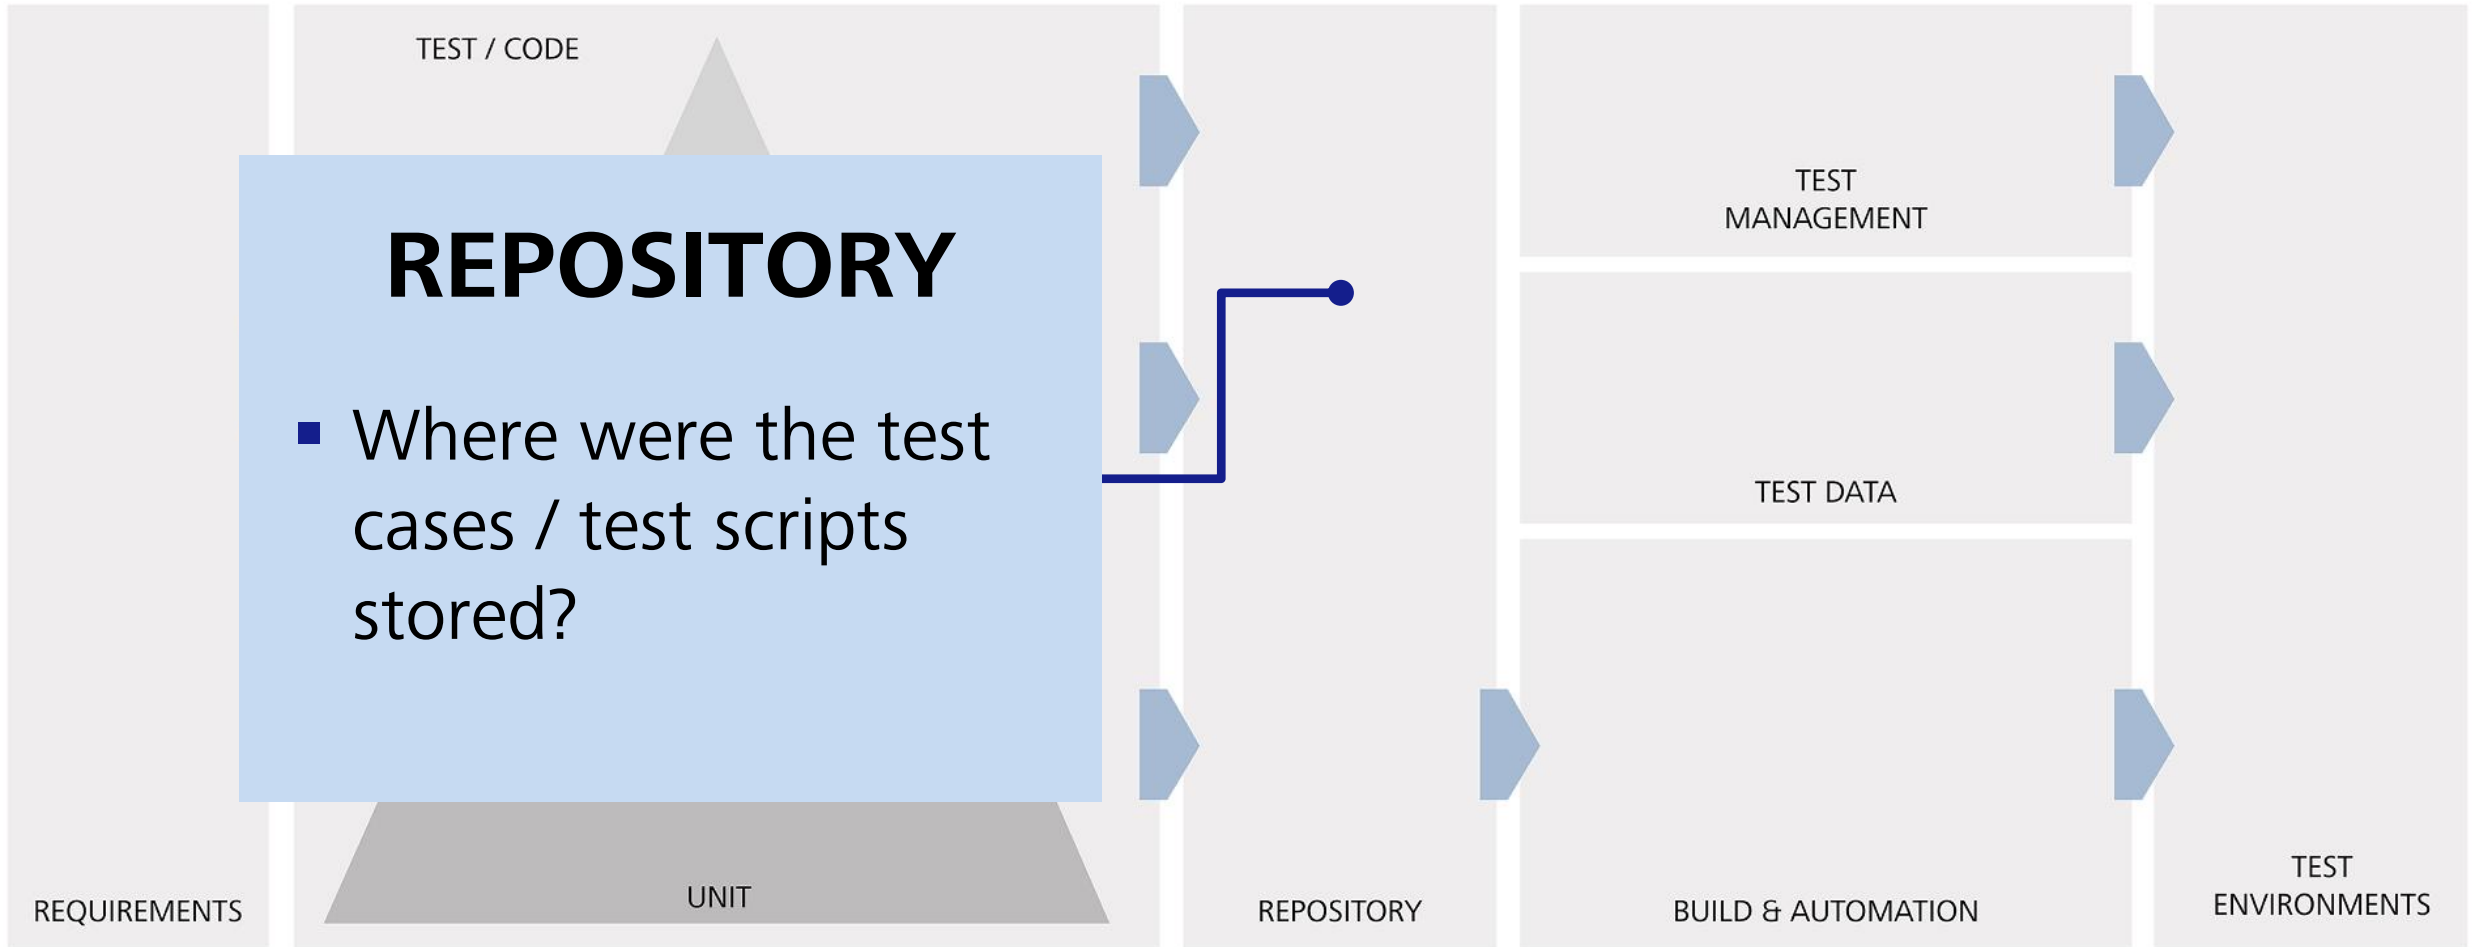 TEST / CODE
REPOSITORY
▪ Where were the test
cases / test scripts
stored?
UNIT
REQUIREMENTS
REPOSITORY
TEST
MANAGEMENT
TEST DATA
BUILD & AUTOMATION
TEST
ENVIRONMENTS